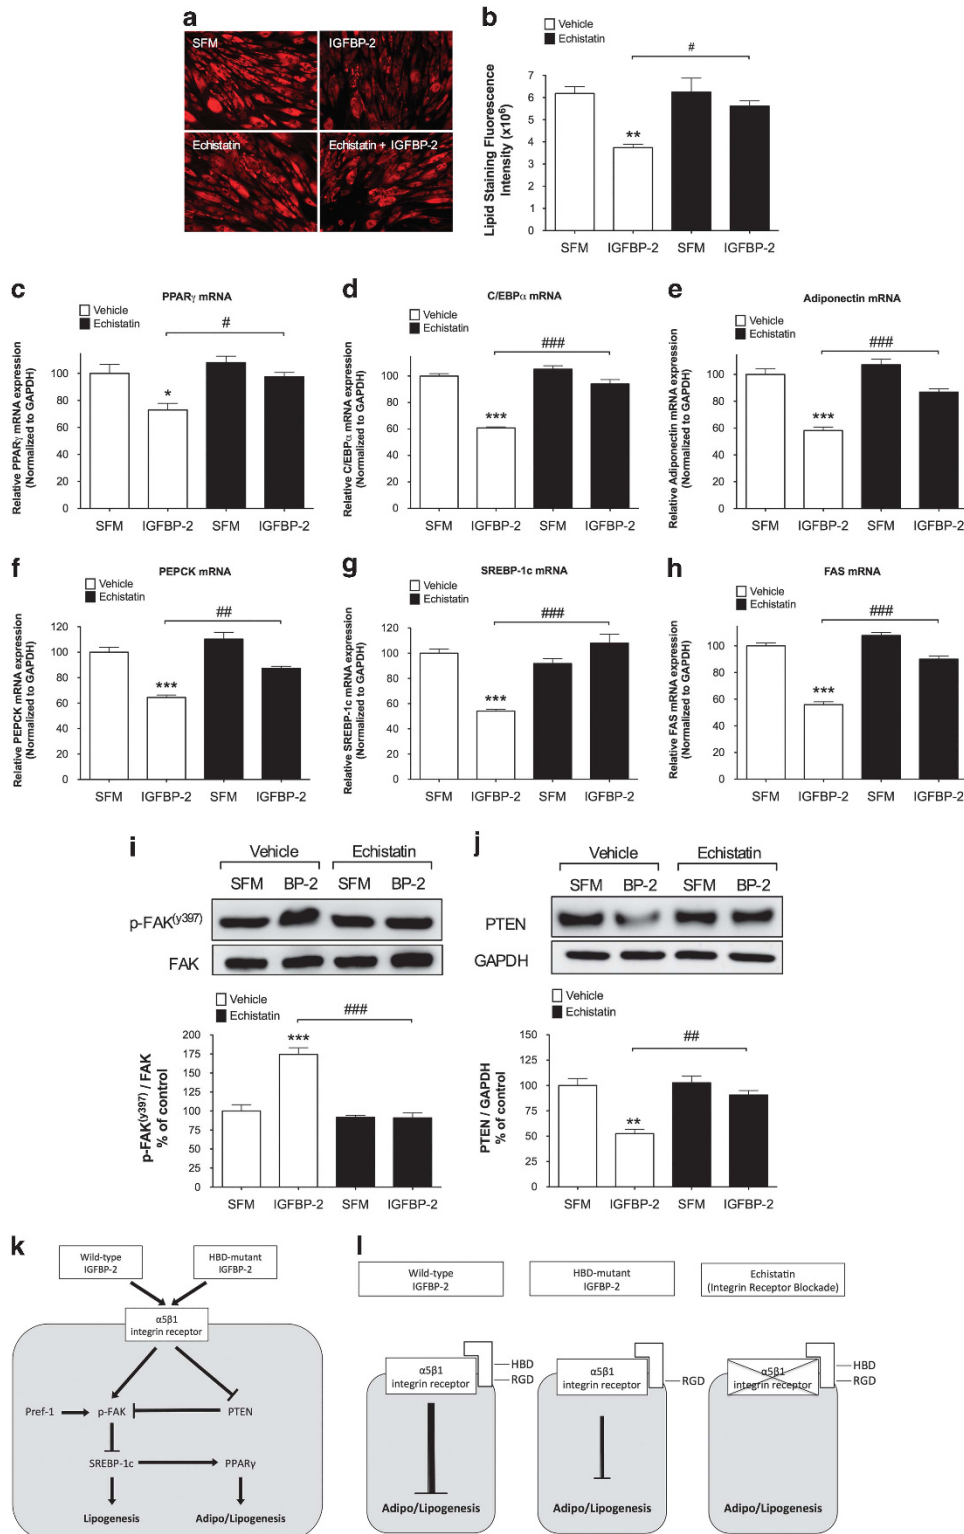 a
SFM
IGFBP-2
Echistatin
Echistatin + IGFBP-2
b
Vehicle
Echistatin
#
Lipid Staining Fluorescence
Intensity (x10⁶)
7
6
5
4
3
2
1
0
**
SFM
IGFBP-2
SFM
IGFBP-2
c
PPARγ mRNA
Vehicle
Echistatin
#
Relative PPARγ mRNA expression
(Normalized to GAPDH)
100
80
60
40
20
0
*
SFM
IGFBP-2
SFM
IGFBP-2
d
C/EBPα mRNA
Vehicle
Echistatin
###
Relative C/EBPα mRNA expression
(Normalized to GAPDH)
120
100
80
60
40
20
0
***
SFM
IGFBP-2
SFM
IGFBP-2
e
Adiponectin mRNA
Vehicle
Echistatin
###
Relative Adiponectin mRNA expression
(Normalized to GAPDH)
100
80
60
40
20
0
***
SFM
IGFBP-2
SFM
IGFBP-2
f
PEPCK mRNA
Vehicle
Echistatin
##
Relative PEPCK mRNA expression
(Normalized to GAPDH)
120
100
80
60
40
20
0
***
SFM
IGFBP-2
SFM
IGFBP-2
g
SREBP-1c mRNA
Vehicle
Echistatin
###
Relative SREBP-1c mRNA expression
(Normalized to GAPDH)
120
100
80
60
40
20
0
***
SFM
IGFBP-2
SFM
IGFBP-2
h
FAS mRNA
Vehicle
Echistatin
###
Relative FAS mRNA expression
(Normalized to GAPDH)
100
80
60
40
20
0
***
SFM
IGFBP-2
SFM
IGFBP-2
i
Vehicle
Echistatin
SFM
BP-2
SFM
BP-2
p-FAK(y397)
FAK
Vehicle
Echistatin
###
p-FAK(y397) / FAK
% of control
200
175
150
125
100
75
50
25
0
***
SFM
IGFBP-2
SFM
IGFBP-2
j
Vehicle
Echistatin
SFM
BP-2
SFM
BP-2
PTEN
GAPDH
Vehicle
Echistatin
##
PTEN / GAPDH
% of control
150
125
100
75
50
25
0
**
SFM
IGFBP-2
SFM
IGFBP-2
k
Wild-type
IGFBP-2
HBD-mutant
IGFBP-2
α5β1
integrin receptor
Pref-1
p-FAK
PTEN
SREBP-1c
PPARγ
Lipogenesis
Adipo/Lipogenesis
l
Wild-type
IGFBP-2
HBD-mutant
IGFBP-2
Echistatin
(Integrin Receptor Blockade)
α5β1
integrin receptor
HBD
RGD
Adipo/Lipogenesis
α5β1
integrin receptor
RGD
Adipo/Lipogenesis
α5β1
integrin receptor
HBD
RGD
Adipo/Lipogenesis